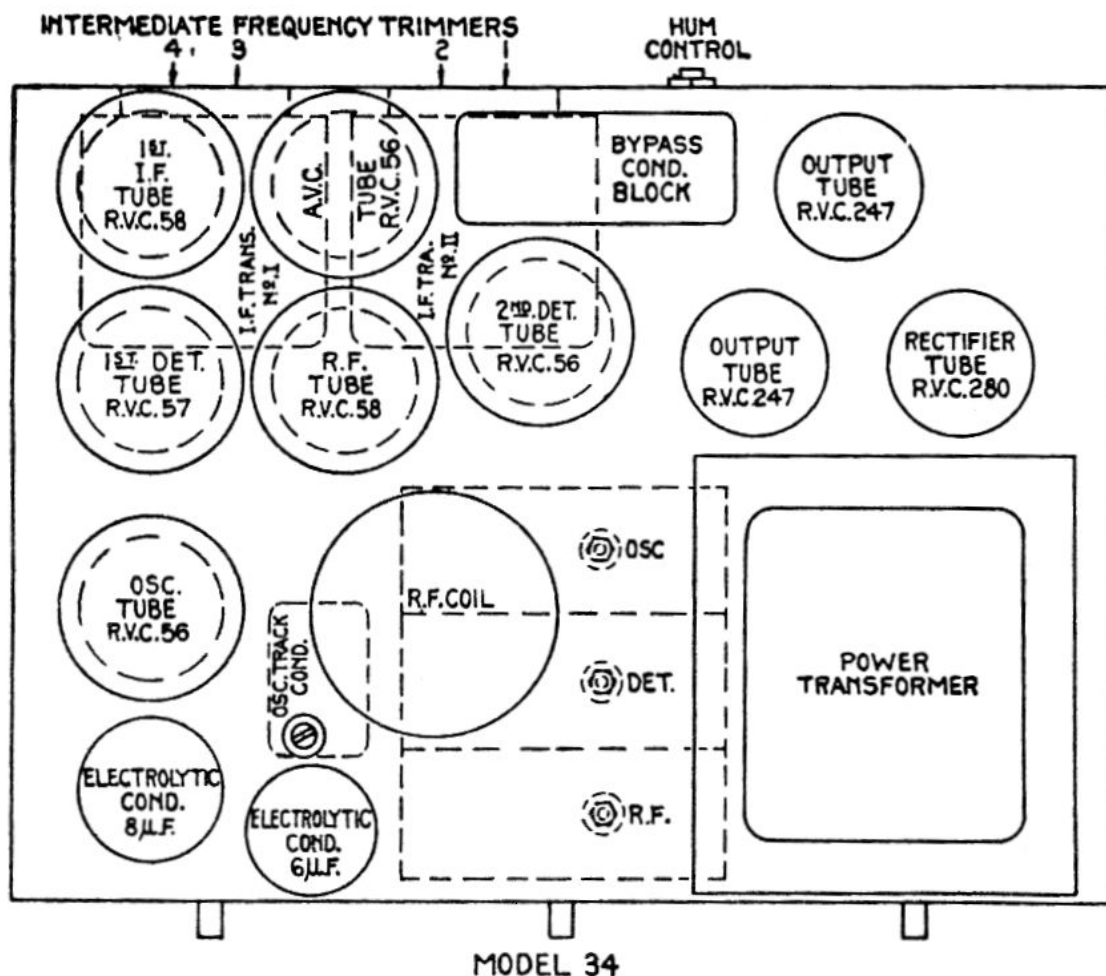 INTERMEDIATE FREQUENCY TRIMMERS
4, 3 2 1
HUM
CONTROL
1ST.
I.F.
TUBE
R.V.C.58
A.V.C.
TUBE
R.V.C.56
BYPASS
COND.
BLOCK
OUTPUT
TUBE
R.V.C.247
I.F.TRANS.
Nº.I
I.F.TRA.
Nº.II
1ST. DET.
TUBE
R.V.C.57
R.F.
TUBE
R.V.C.58
2ND.DET.
TUBE
R.V.C.56
OUTPUT
TUBE
R.V.C.247
RECTIFIER
TUBE
R.V.C.280
OSC.
TUBE
R.V.C.56
OSC.TRACK
COND.
R.F.COIL
OSC
DET.
R.F.
POWER
TRANSFORMER
ELECTROLYTIC
COND.
8µF.
ELECTROLYTIC
COND.
6µF.
MODEL 34